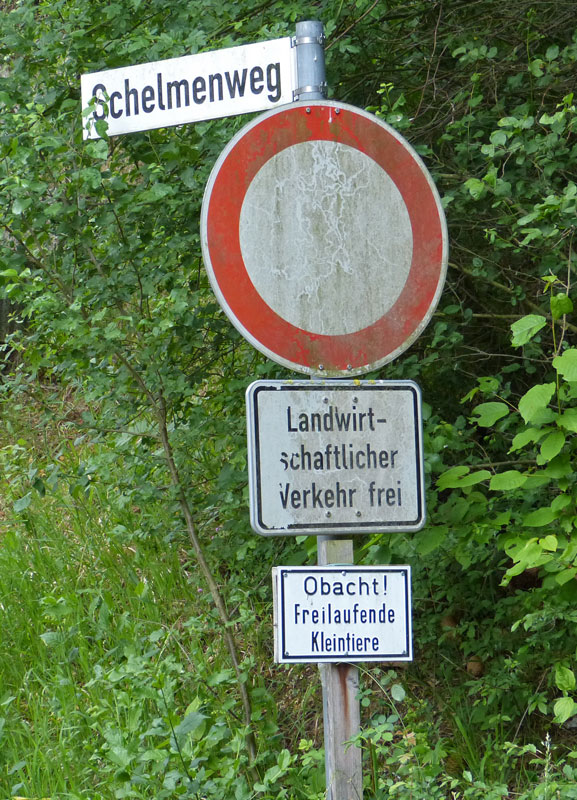 Schelmenweg
Landwirt-
schaftlicher
Verkehr frei
Obacht!
Freilaufende
Kleintiere